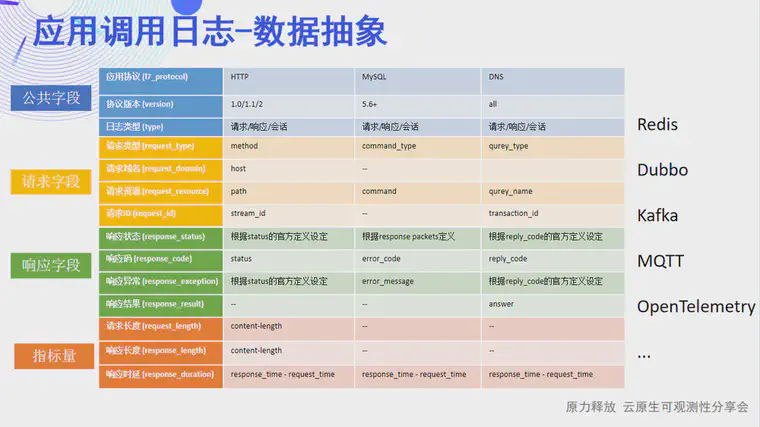 应用调用日志-数据抽象
公共字段
应用协议 (l7_protocol) HTTP MySQL DNS
协议版本 (version) 1.0/1.1/2 5.6+ all
日志类型 (type) 请求/响应/会话 请求/响应/会话 请求/响应/会话
请求字段
请求类型 (request_type) method command_type qurey_type
请求域名 (request_domain) host -- --
请求资源 (request_resource) path command qurey_name
请求ID (request_id) stream_id -- transaction_id
响应字段
响应状态 (response_status) 根据status的官方定义设定 根据response packets定义 根据reply_code的官方定义设定
响应码 (response_code) status error_code reply_code
响应异常 (response_exception) 根据status的官方定义设定 error_message 根据reply_code的官方定义设定
响应结果 (response_result) -- -- answer
指标量
请求长度 (request_length) content-length -- --
响应长度 (response_length) content-length -- --
响应时延 (response_duration) response_time - request_time response_time - request_time response_time - request_time
Redis
Dubbo
Kafka
MQTT
OpenTelemetry
...
原力释放 云原生可观测性分享会